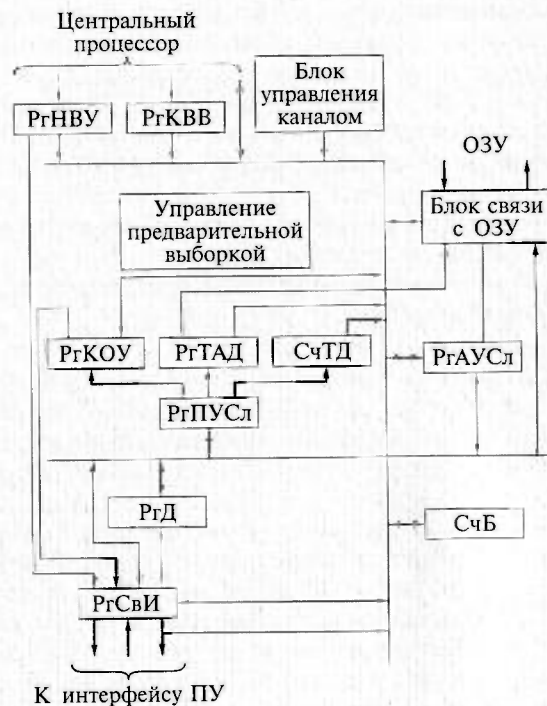 Центральный
процессор
Блок
управления
каналом
РгНВУ
РгКВВ
ОЗУ
Управление
предварительной
выборкой
Блок связи
с ОЗУ
РгКОУ
РгТАД
СчТД
РгАУСл
РгПУСл
РгД
СчБ
РгСвИ
К интерфейсу ПУ